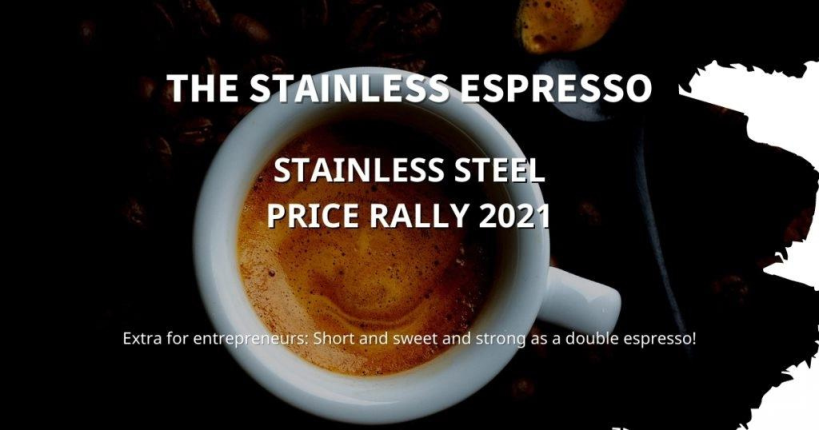 THE STAINLESS ESPRESSO
STAINLESS STEEL
PRICE RALLY 2021
Extra for entrepreneurs: Short and sweet and strong as a double espresso!